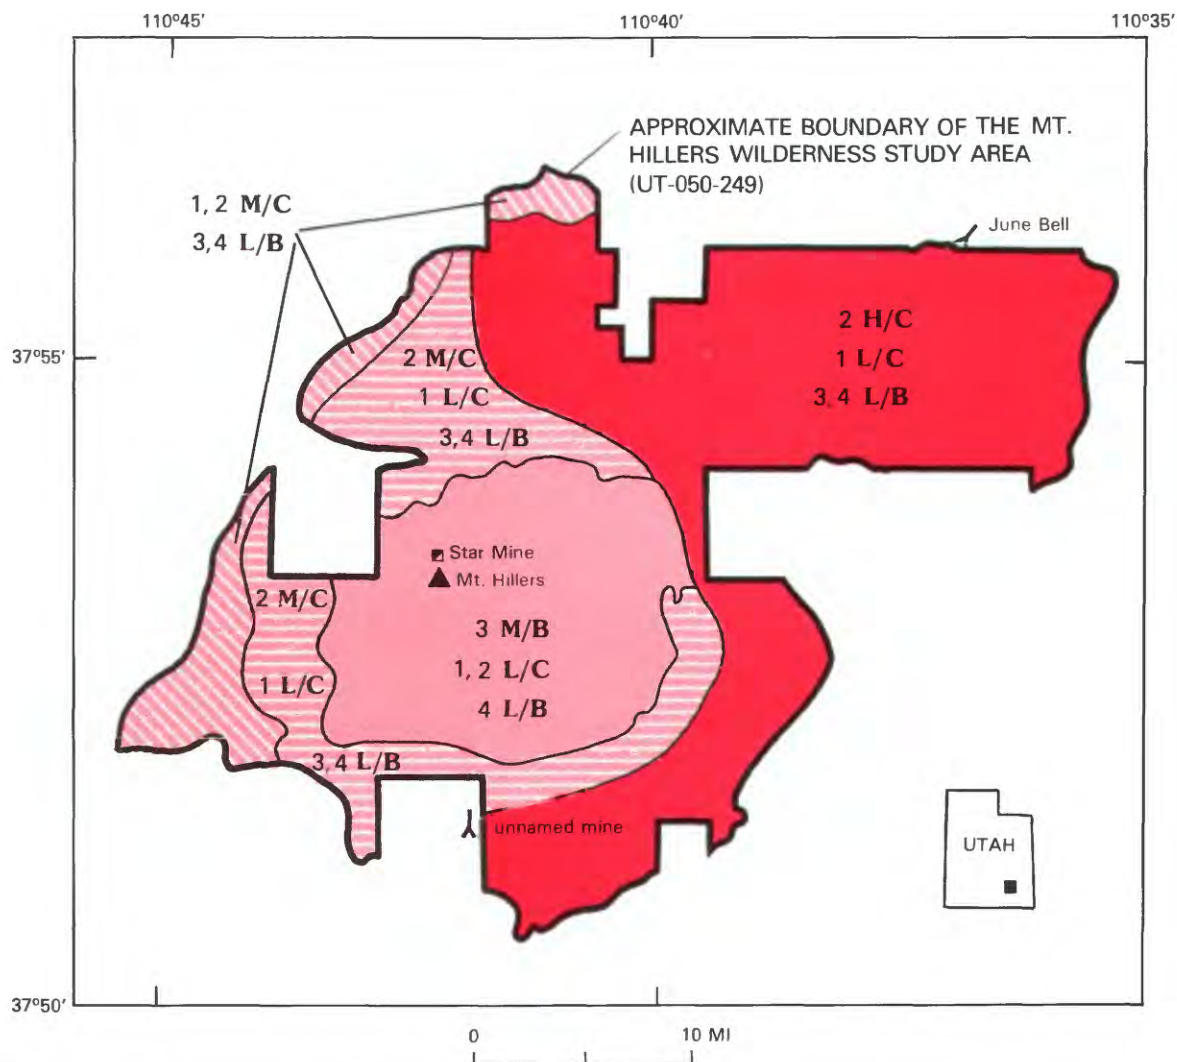 110°45′
110°40′
110°35′
APPROXIMATE BOUNDARY OF THE MT.
HILLERS WILDERNESS STUDY AREA
(UT-050-249)
1, 2 M/C
3,4 L/B
June Bell
2 H/C
1 L/C
3, 4 L/B
37°55′
2 M/C
1 L/C
3,4 L/B
Star Mine
Mt. Hillers
2 M/C
3 M/B
1, 2 L/C
4 L/B
1 L/C
3,4 L/B
unnamed mine
UTAH
37°50′
0
10 MI